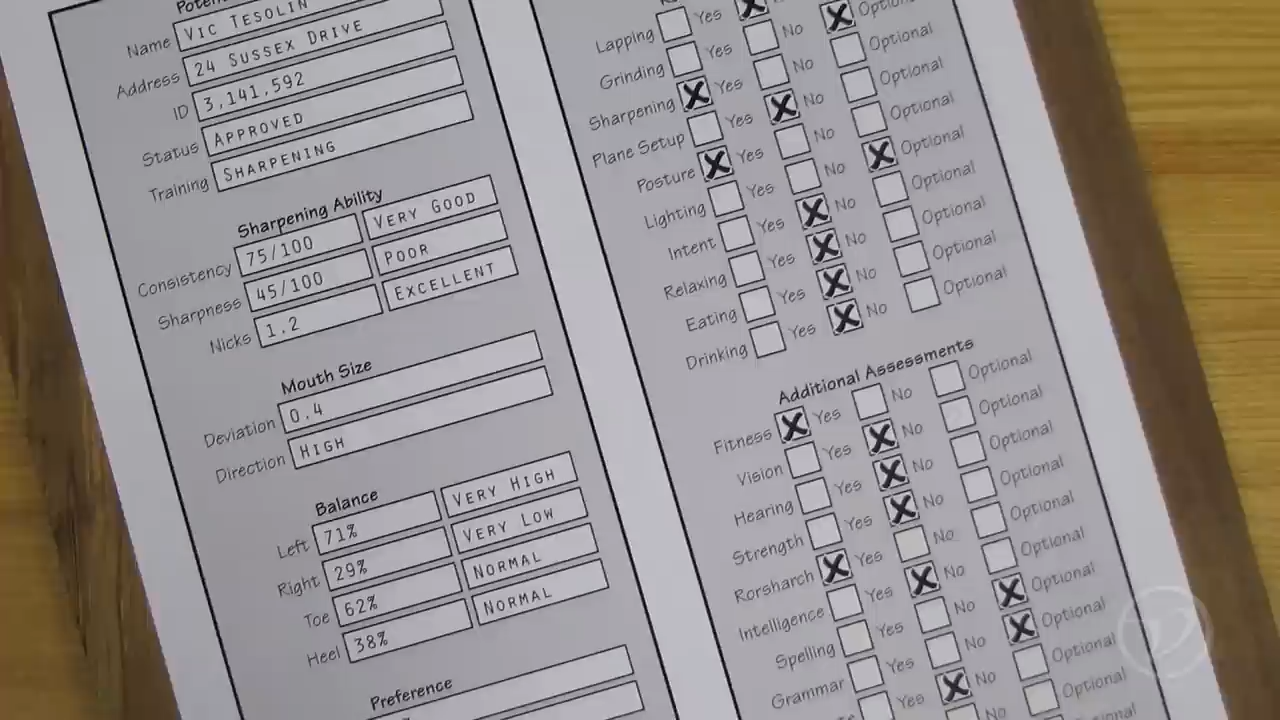 Name VIC TESOLIN
Address 24 SUSSEX DRIVE
ID 3,141,592
Status APPROVED
Training SHARPENING
Sharpening Ability
Consistency 75/100 VERY GOOD
Sharpness 45/100 POOR
Nicks 1.2 EXCELLENT
Mouth Size
Deviation 0.4
Direction HIGH
Balance
Left 71% VERY HIGH
Right 29% VERY LOW
Toe 62% NORMAL
Heel 38% NORMAL
Preference
Lapping Yes No Optional
Grinding Yes No Optional
Sharpening Yes No Optional
Plane Setup Yes No Optional
Posture Yes No Optional
Lighting Yes No Optional
Intent Yes No Optional
Relaxing Yes No Optional
Eating Yes No Optional
Drinking Yes No Optional
Additional Assessments
Fitness Yes No Optional
Vision Yes No Optional
Hearing Yes No Optional
Strength Yes No Optional
Rorsharch Yes No Optional
Intelligence Yes No Optional
Spelling Yes No Optional
Grammar Yes No Optional
Yes No Optional